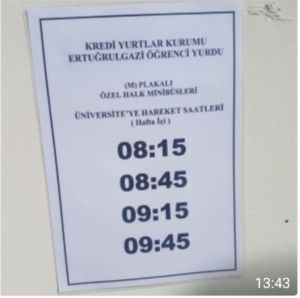 KREDİ YURTLAR KURUMU
ERTUĞRULGAZİ ÖĞRENCİ YURDU
(M) PLAKALI
ÖZEL HALK MİNİBÜSLERİ
ÜNİVERSİTE'YE HAREKET SAATLERİ
( Hafta İçi )
08:15
08:45
09:15
09:45
13:43